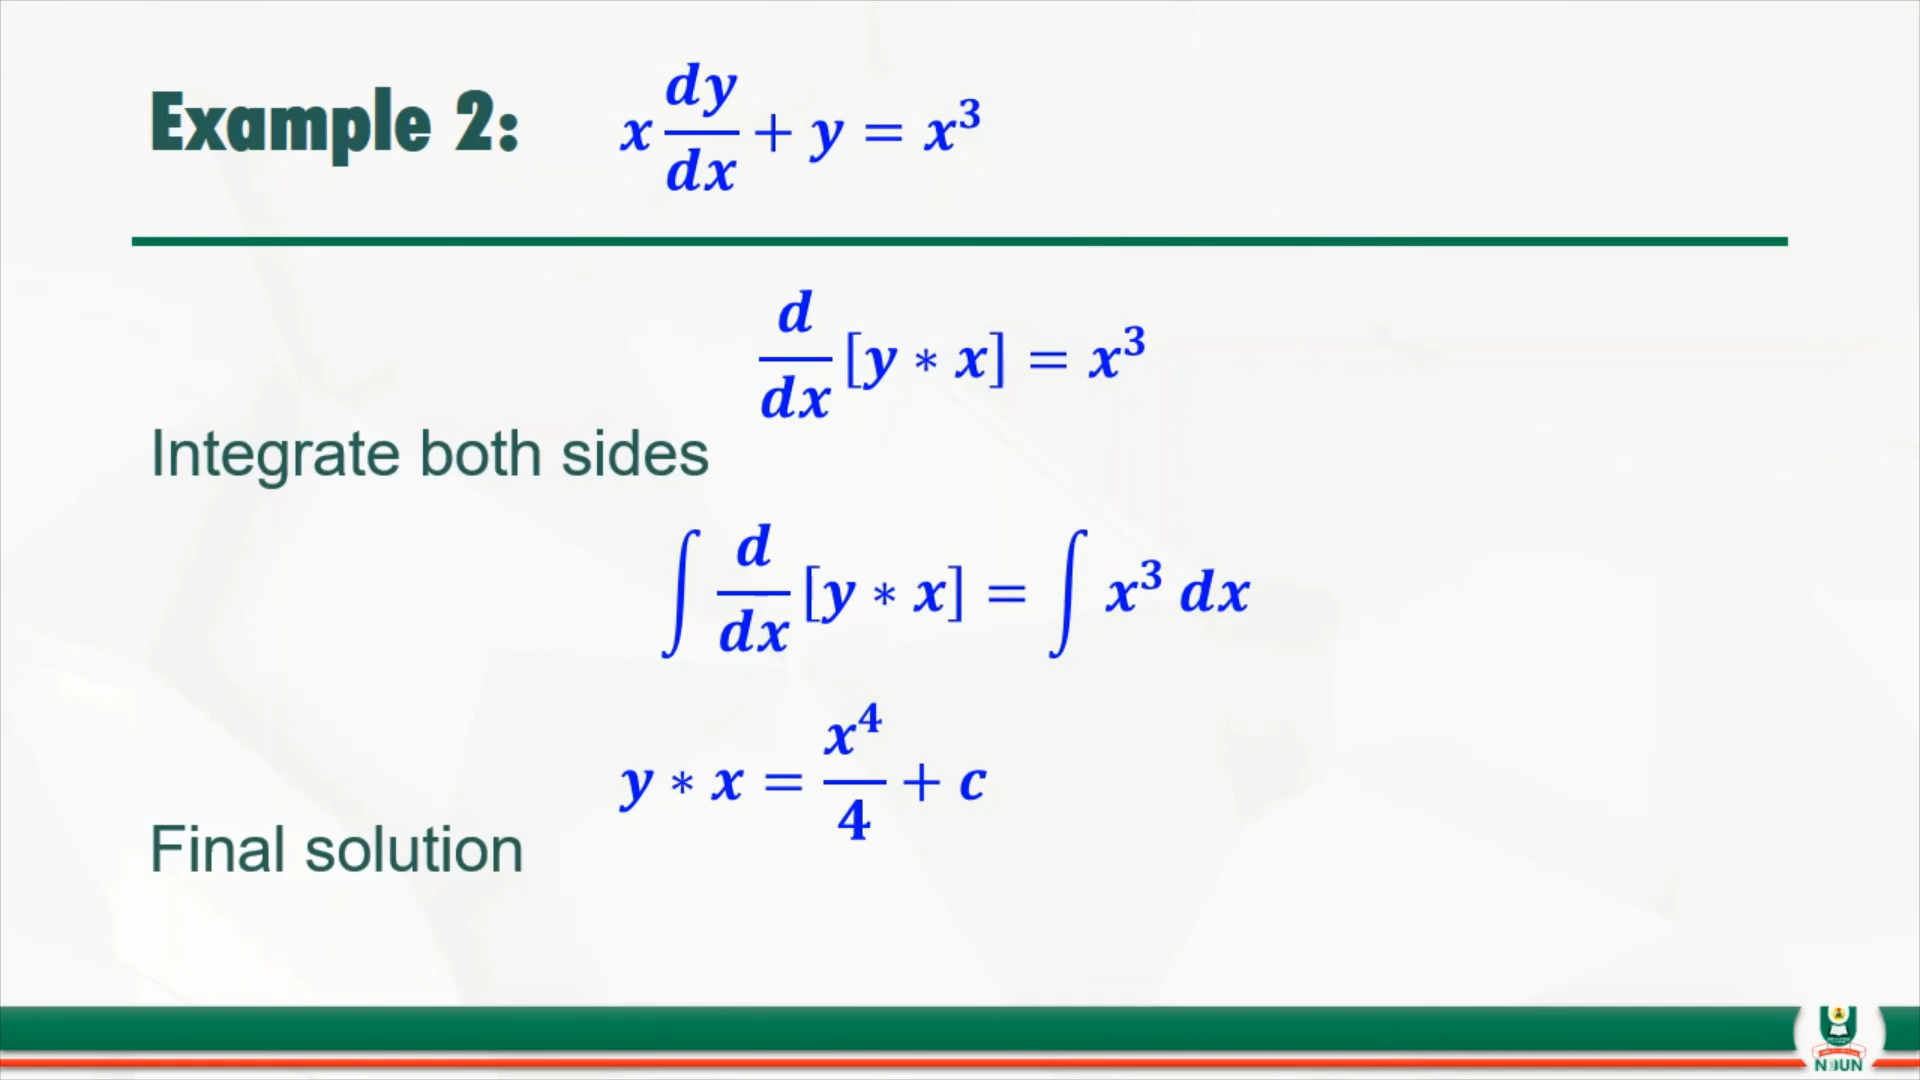 Example 2: x dy/dx + y = x³
d/dx [y * x] = x³
Integrate both sides
∫ d/dx [y * x] = ∫ x³ dx
y * x = x⁴/4 + c
Final solution
NOUN